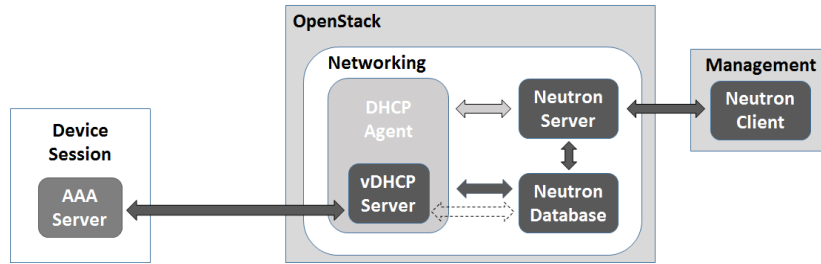 OpenStack
Networking
Management
DHCP
Agent
Neutron
Server
Neutron
Client
Device
Session
AAA
Server
vDHCP
Server
Neutron
Database